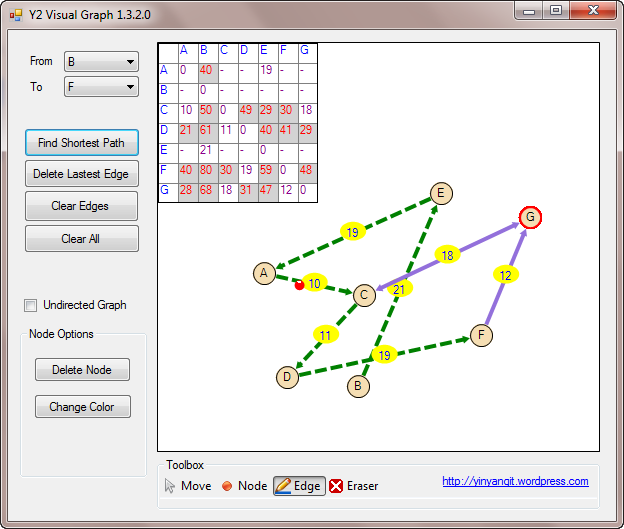 Y2 Visual Graph 1.3.2.0
From B
To F
Find Shortest Path
Delete Lastest Edge
Clear Edges
Clear All
Undirected Graph
Node Options
Delete Node
Change Color
A B C D E F G
A 0 40 - - 19 - -
B - 0 - - - - -
C 10 50 0 49 29 30 18
D 21 61 11 0 40 41 29
E - 21 - - 0 - -
F 40 80 30 19 59 0 48
G 28 68 18 31 47 12 0
E
G
19
18
A
10
C
21
12
11
F
19
D
B
Toolbox
Move Node Edge Eraser
http://yinyangit.wordpress.com